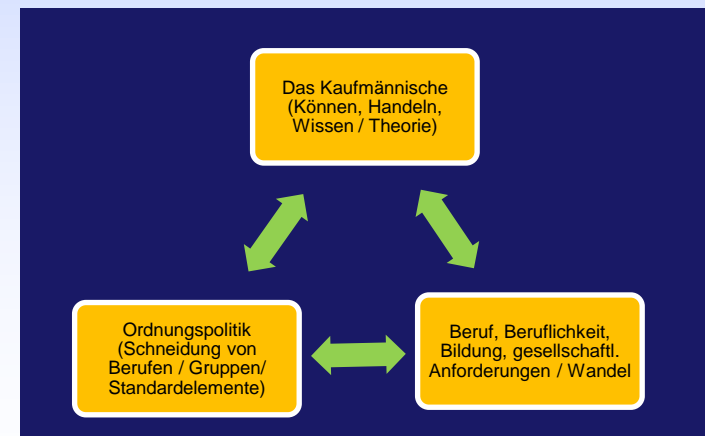 Das Kaufmännische
(Können, Handeln,
Wissen / Theorie)
Ordnungspolitik
(Schneidung von
Berufen / Gruppen/
Standardelemente)
Beruf, Beruflichkeit,
Bildung, gesellschaftl.
Anforderungen / Wandel